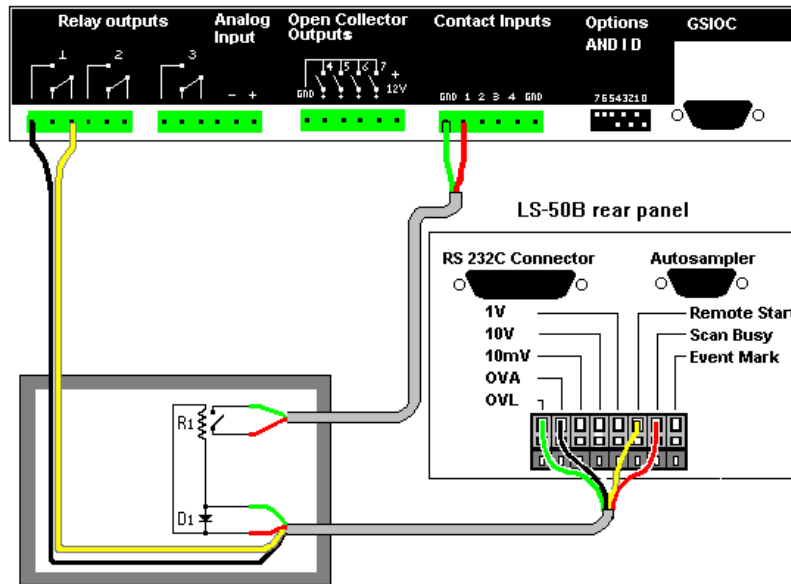 Relay outputs
Analog
Input
Open Collector
Outputs
Contact Inputs
Options
AND I D
GSIOC
1
2
3
- +
GND
4 5 6 7
+
12V
GND 1 2 3 4 GND
76543210
LS-50B rear panel
RS 232C Connector
Autosampler
1V
10V
10mV
OVA
OVL
Remote Start
Scan Busy
Event Mark
R1
D1